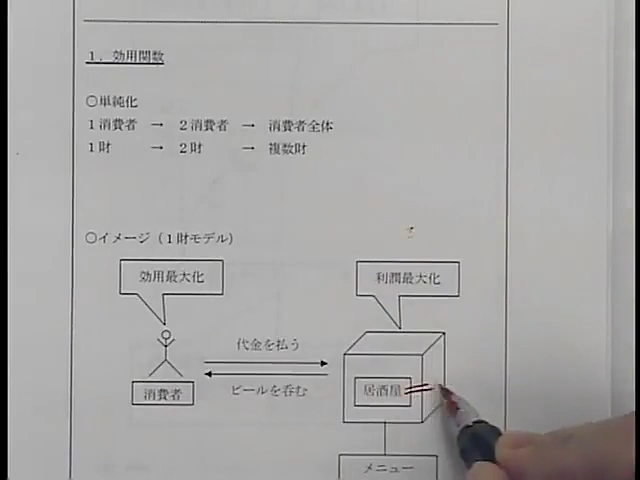 1．効用関数
○単純化
1消費者 → 2消費者 → 消費者全体
1財 → 2財 → 複数財
○イメージ（1財モデル）
効用最大化
利潤最大化
代金を払う
ビールを呑む
消費者
居酒屋
メニュー